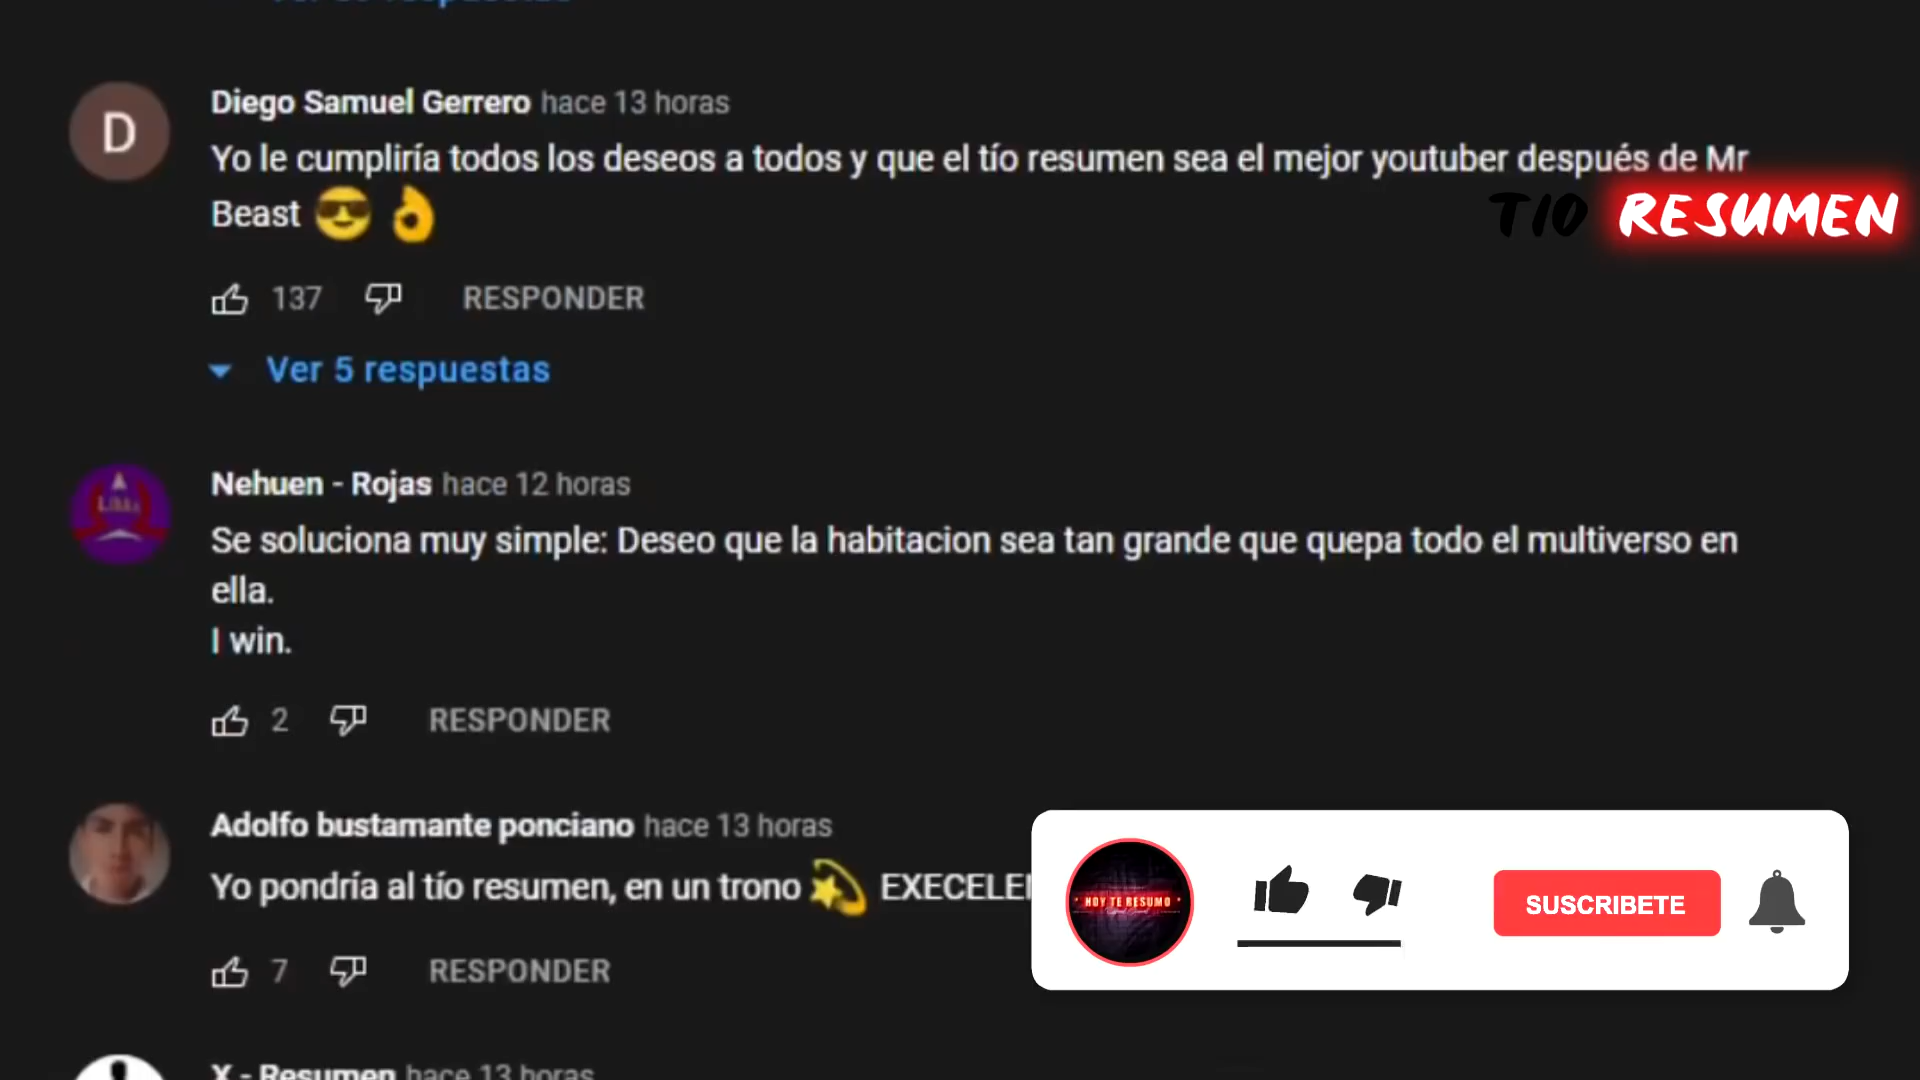 Diego Samuel Gerrero hace 13 horas
Yo le cumpliría todos los deseos a todos y que el tío resumen sea el mejor youtuber después de Mr
Beast 😎 👌
TIO RESUMEN
137 RESPONDER
Ver 5 respuestas
Nehuen - Rojas hace 12 horas
Se soluciona muy simple: Deseo que la habitacion sea tan grande que quepa todo el multiverso en
ella.
I win.
2 RESPONDER
Adolfo bustamante ponciano hace 13 horas
Yo pondría al tío resumen, en un trono 💫
7 RESPONDER
HOY TE RESUMO
SUSCRIBETE
X - Resumen hace 13 horas